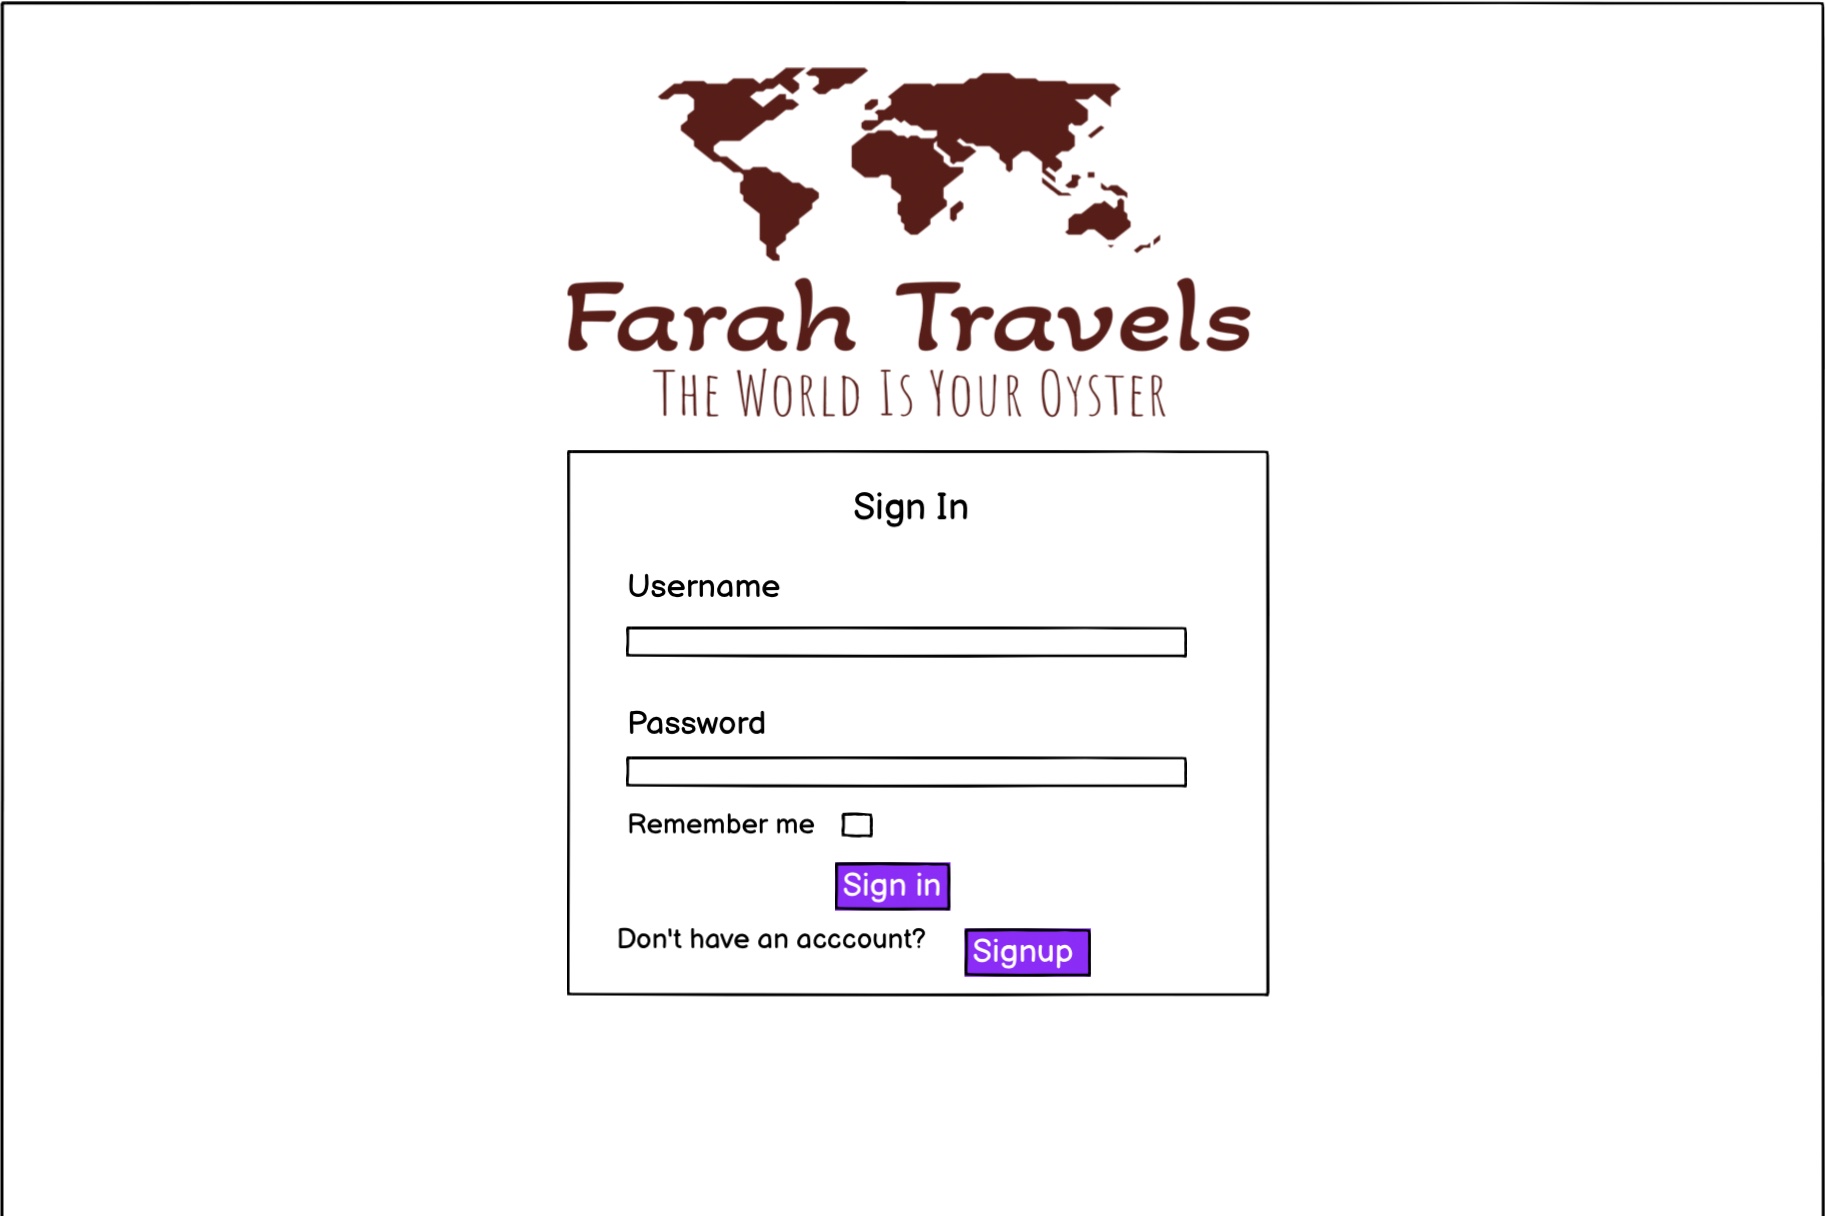 Farah Travels
The World Is Your Oyster
Sign In
Username
Password
Remember me
Sign in
Don't have an acccount?
Signup